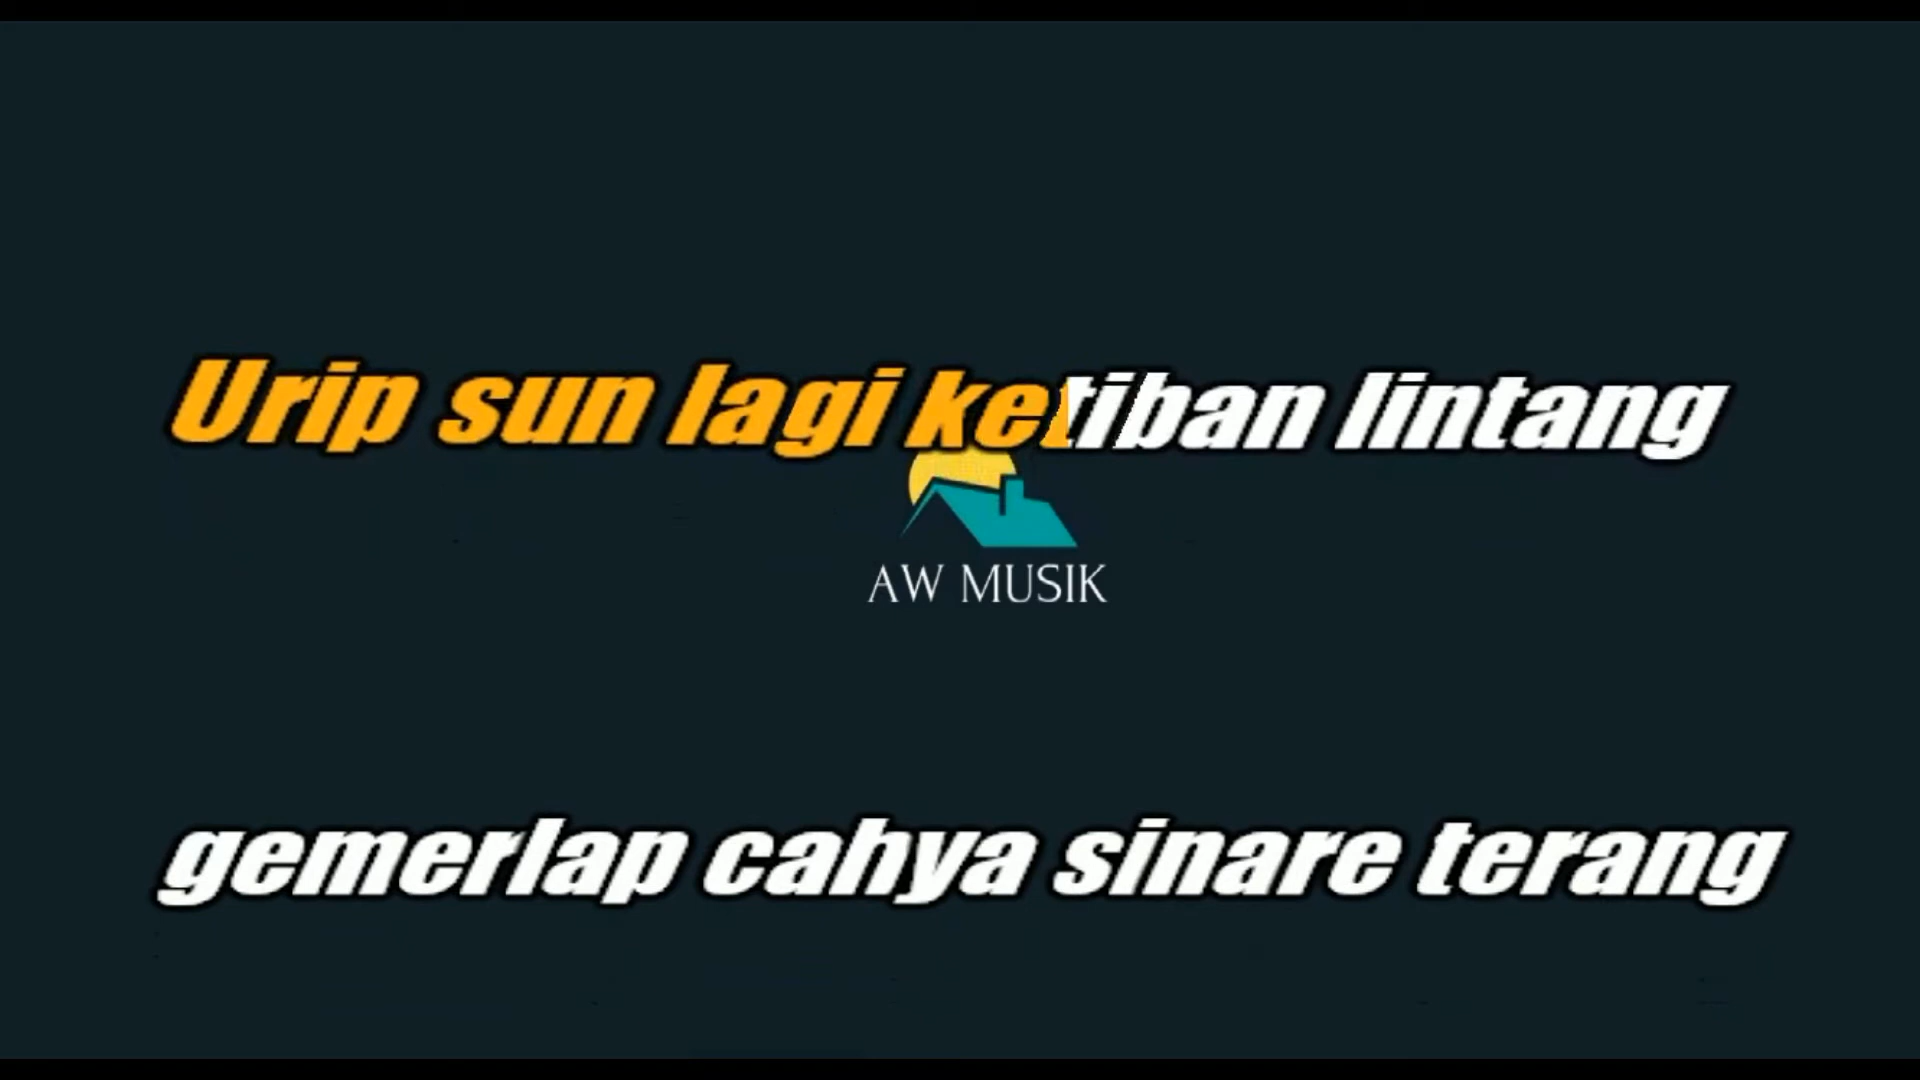 Urip sun lagi ketiban lintang
AW MUSIK
gemerlap cahya sinare terang